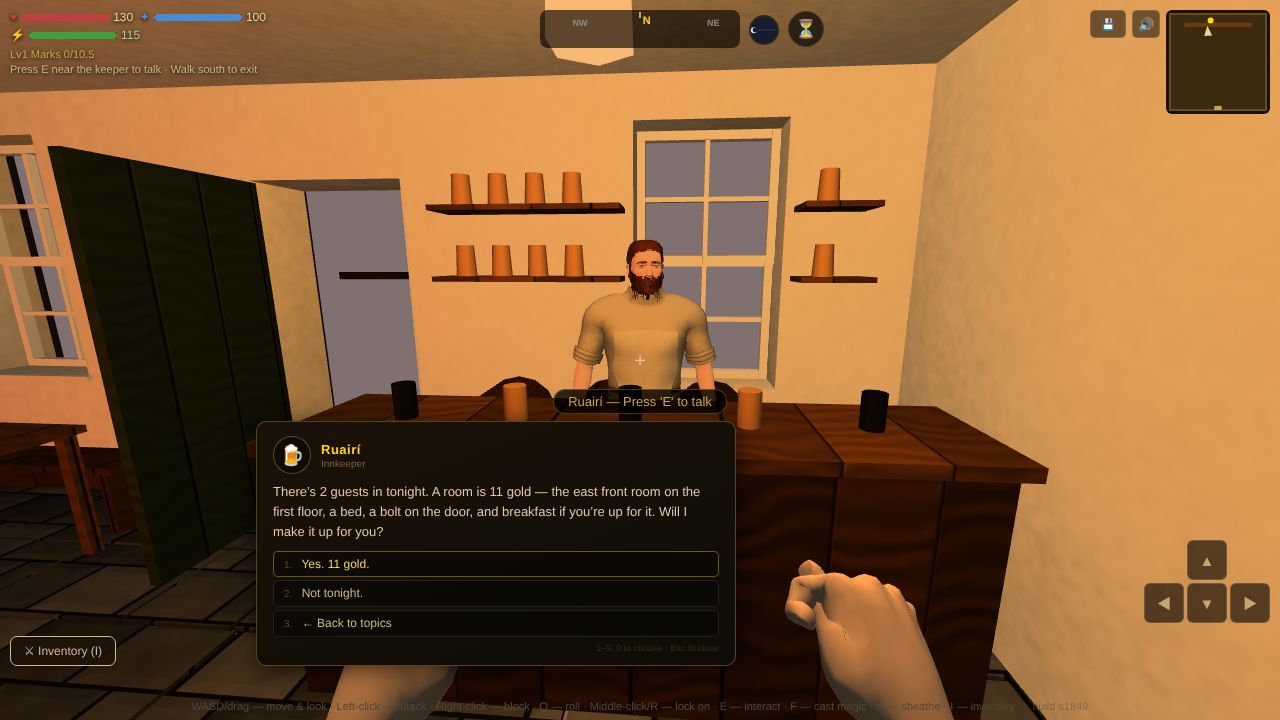 130
100
115
Lv1 Marks 0/10.5
Press E near the keeper to talk · Walk south to exit
NW
N
NE
Ruairí — Press 'E' to talk
Ruairí
Innkeeper
There's 2 guests in tonight. A room is 11 gold — the east front room on the
first floor, a bed, a bolt on the door, and breakfast if you're up for it. Will I
make it up for you?
1. Yes. 11 gold.
2. Not tonight.
3. ← Back to topics
1–9, 0 to choose · Esc to close
Inventory (I)
WASD/drag — move & look · Left-click — attack · Right-click — block · Q — roll · Middle-click/R — lock on · E — interact · F — cast magic · — sheathe · I — inventory · build s1849